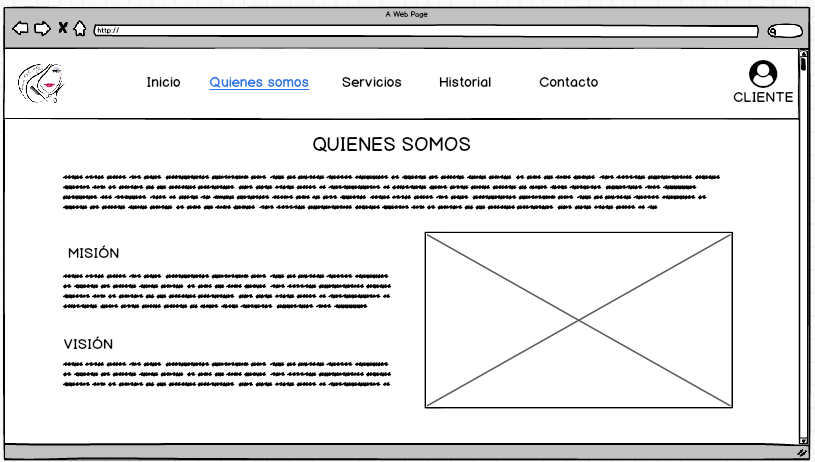 A Web Page
http://
Inicio Quienes somos Servicios Historial Contacto
CLIENTE
QUIENES SOMOS
MISIÓN
VISIÓN